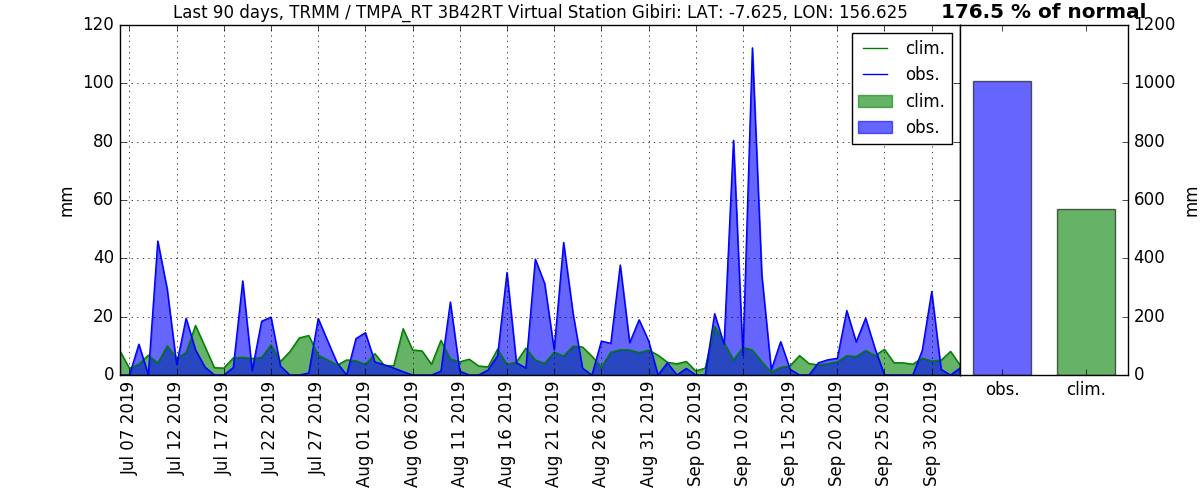 Last 90 days, TRMM / TMPA_RT 3B42RT Virtual Station Gibiri: LAT: -7.625, LON: 156.625
176.5 % of normal
120
100
80
60
40
20
0
mm
clim.
obs.
clim.
obs.
1200
1000
800
600
400
200
0
mm
obs.
clim.
Jul 07 2019
Jul 12 2019
Jul 17 2019
Jul 22 2019
Jul 27 2019
Aug 01 2019
Aug 06 2019
Aug 11 2019
Aug 16 2019
Aug 21 2019
Aug 26 2019
Aug 31 2019
Sep 05 2019
Sep 10 2019
Sep 15 2019
Sep 20 2019
Sep 25 2019
Sep 30 2019